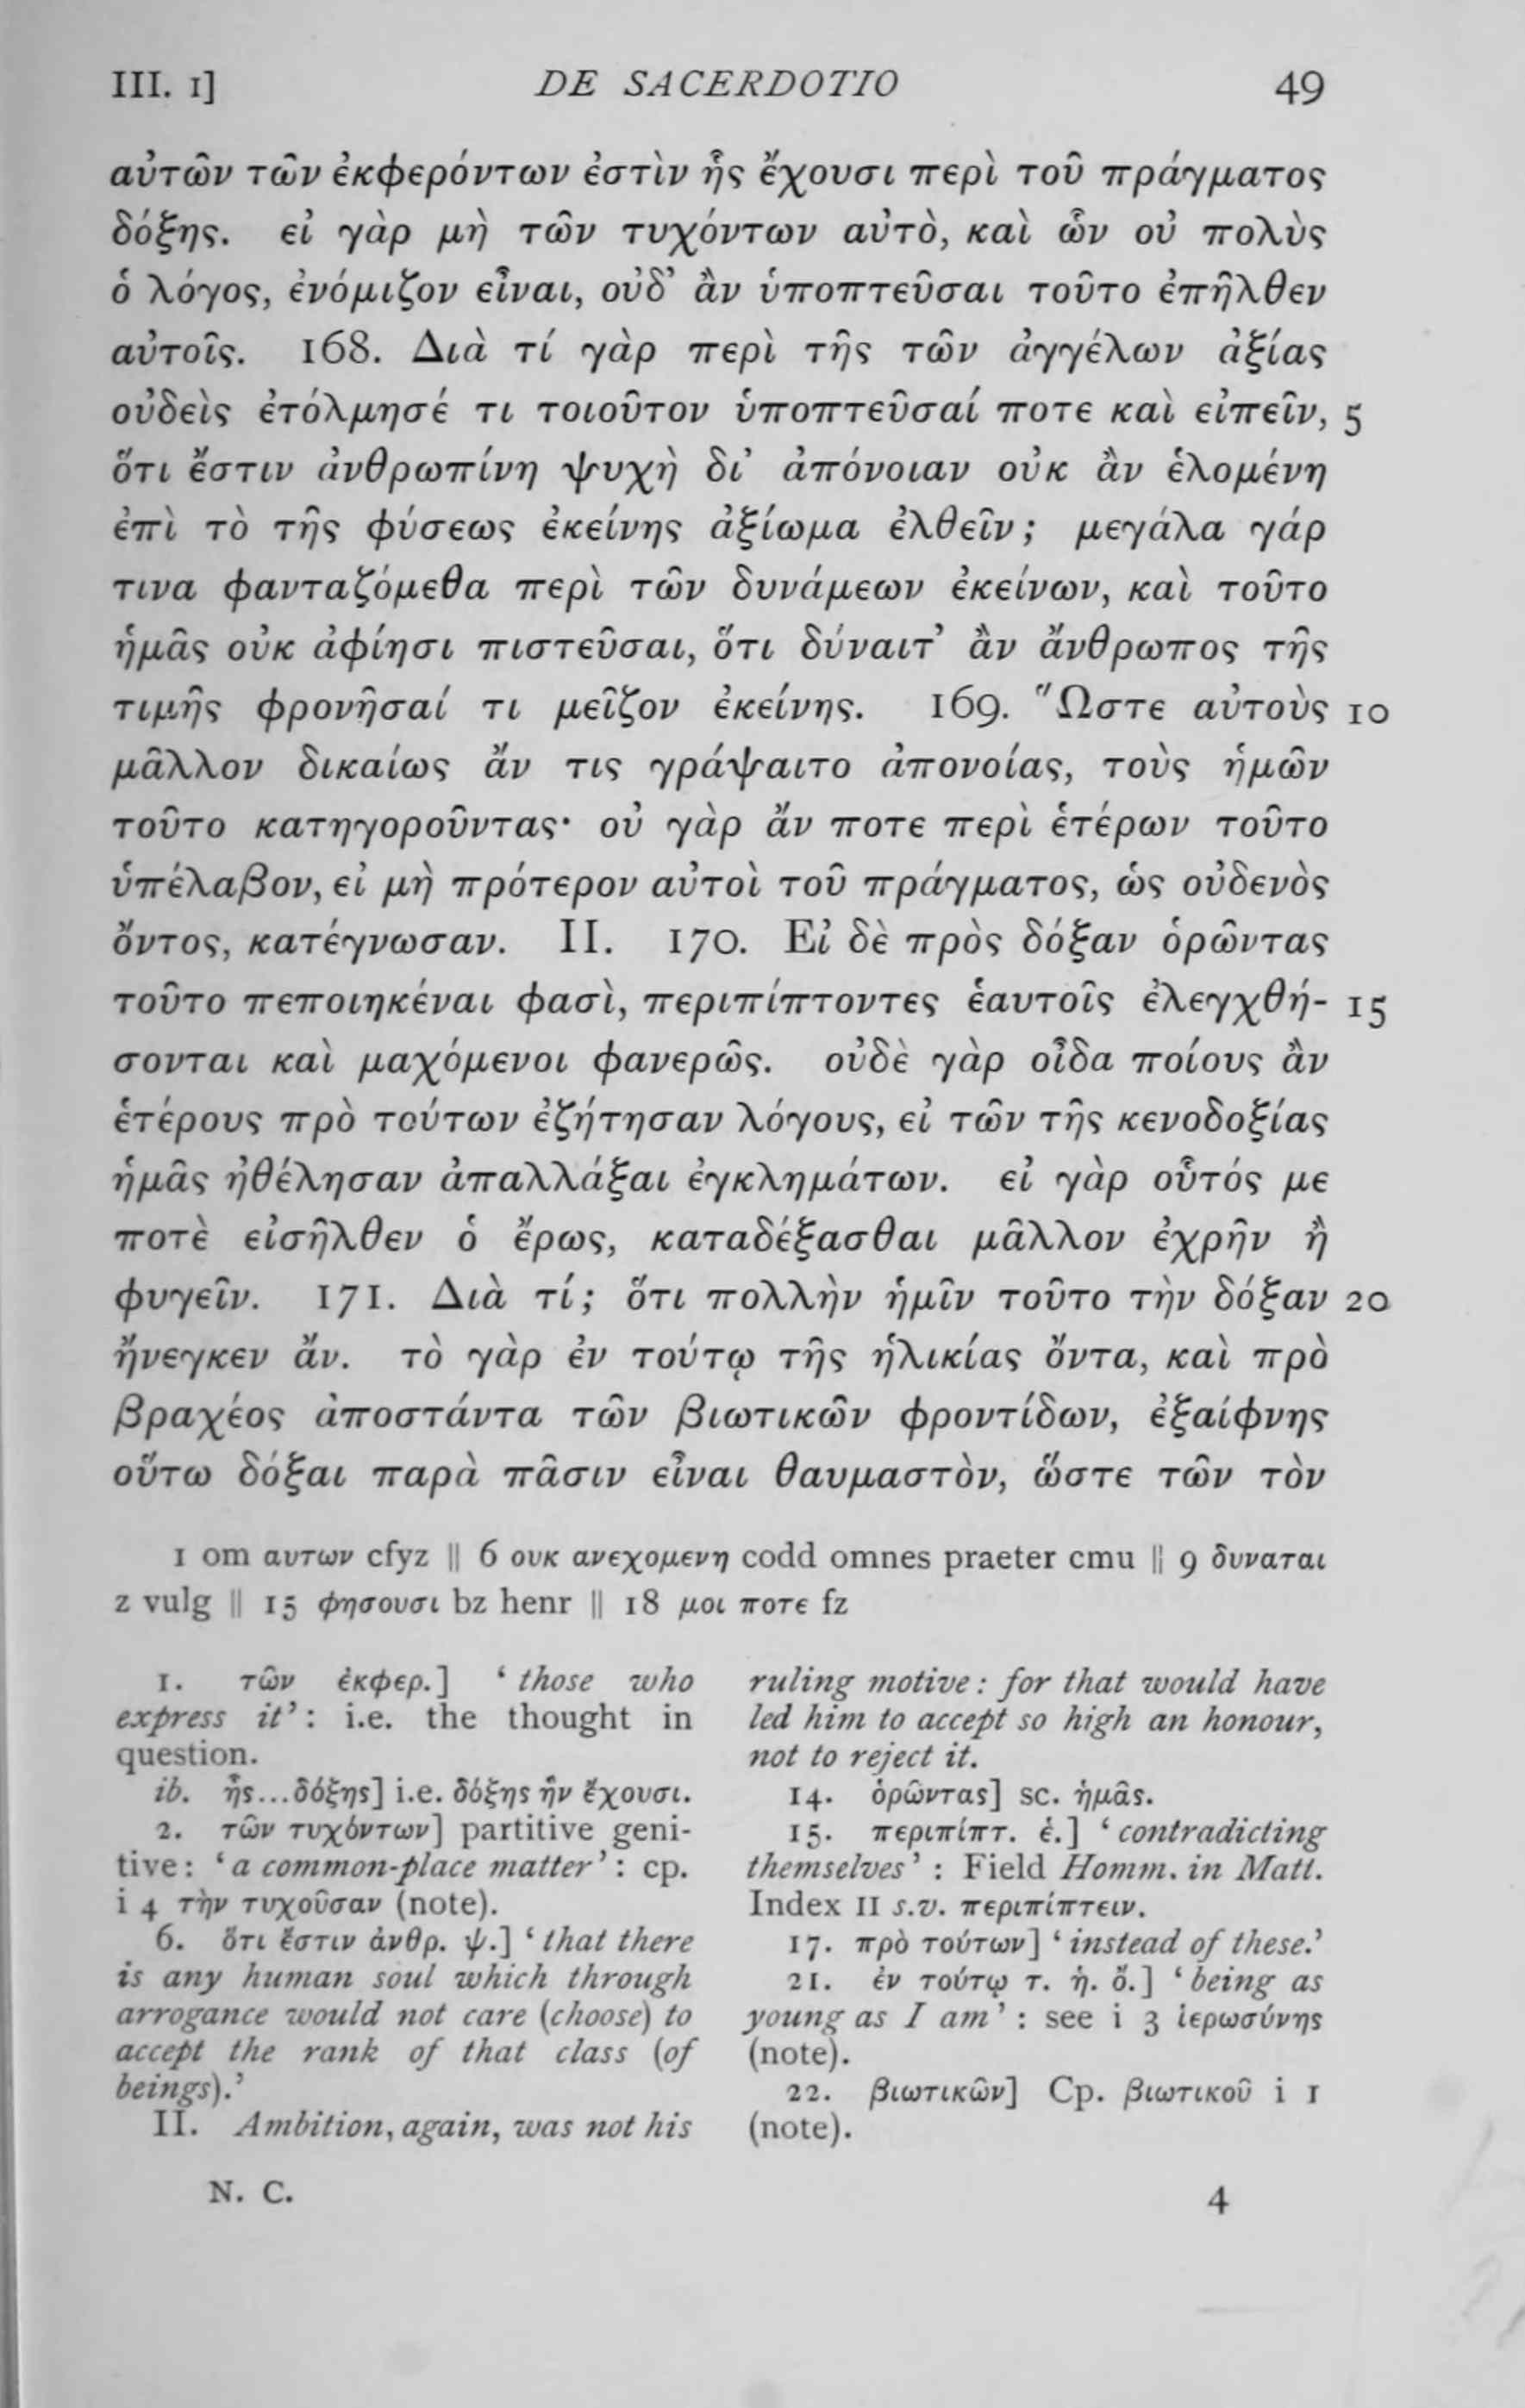 III. 1] DE SACERDOTIO 49
αὐτῶν τῶν ἐκφερόντων ἐστὶν ἧς ἔχουσι περὶ τοῦ πράγματος
δόξης. εἰ γὰρ μὴ τῶν τυχόντων αὐτὸ, καὶ ὧν οὐ πολὺς
ὁ λόγος, ἐνόμιζον εἶναι, οὐδ᾽ ἂν ὑποπτεῦσαι τοῦτο ἐπῆλθεν
αὐτοῖς. 168. Διὰ τί γὰρ περὶ τῆς τῶν ἀγγέλων ἀξίας
οὐδεὶς ἐτόλμησέ τι τοιοῦτον ὑποπτεῦσαί ποτε καὶ εἰπεῖν, 5
ὅτι ἔστιν ἀνθρωπίνη ψυχὴ δι᾽ ἀπόνοιαν οὐκ ἂν ἑλομένη
ἐπὶ τὸ τῆς φύσεως ἐκείνης ἀξίωμα ἐλθεῖν; μεγάλα γάρ
τινα φανταζόμεθα περὶ τῶν δυνάμεων ἐκείνων, καὶ τοῦτο
ἡμᾶς οὐκ ἀφίησι πιστεῦσαι, ὅτι δύναιτ᾽ ἂν ἄνθρωπος τῆς
τιμῆς φρονῆσαί τι μεῖζον ἐκείνης. 169. Ὥστε αὐτοὺς 10
μᾶλλον δικαίως ἄν τις γράψαιτο ἀπονοίας, τοὺς ἡμῶν
τοῦτο κατηγοροῦντας· οὐ γὰρ ἄν ποτε περὶ ἑτέρων τοῦτο
ὑπέλαβον, εἰ μὴ πρότερον αὐτοὶ τοῦ πράγματος, ὡς οὐδενὸς
ὄντος, κατέγνωσαν. II. 170. Εἰ δὲ πρὸς δόξαν ὁρῶντας
τοῦτο πεποιηκέναι φασὶ, περιπίπτοντες ἑαυτοῖς ἐλεγχθή- 15
σονται καὶ μαχόμενοι φανερῶς. οὐδὲ γὰρ οἶδα ποίους ἂν
ἑτέρους πρὸ τούτων ἐζήτησαν λόγους, εἰ τῶν τῆς κενοδοξίας
ἡμᾶς ἠθέλησαν ἀπαλλάξαι ἐγκλημάτων. εἰ γὰρ οὗτός με
ποτὲ εἰσῆλθεν ὁ ἔρως, καταδέξασθαι μᾶλλον ἐχρῆν ἢ
φυγεῖν. 171. Διὰ τί; ὅτι πολλὴν ἡμῖν τοῦτο τὴν δόξαν 20
ἤνεγκεν ἄν. τὸ γὰρ ἐν τούτῳ τῆς ἡλικίας ὄντα, καὶ πρὸ
βραχέος ἀποστάντα τῶν βιωτικῶν φροντίδων, ἐξαίφνης
οὕτω δόξαι παρὰ πᾶσιν εἶναι θαυμαστὸν, ὥστε τῶν τὸν
1 om αυτων cfyz || 6 ουκ ανεχομενη codd omnes praeter cmu || 9 δυναται
z vulg || 15 φησουσι bz henr || 18 μοι ποτε fz
1. τῶν ἐκφερ.] ‘those who
express it’: i.e. the thought in
question.
ib. ἧς...δόξης] i.e. δόξης ἣν ἔχουσι.
2. τῶν τυχόντων] partitive geni-
tive: ‘a common-place matter’: cp.
i 4 τὴν τυχοῦσαν (note).
6. ὅτι ἔστιν ἀνθρ. ψ.] ‘that there
is any human soul which through
arrogance would not care (choose) to
accept the rank of that class (of
beings).’
II. Ambition, again, was not his
ruling motive: for that would have
led him to accept so high an honour,
not to reject it.
14. ὁρῶντας] sc. ἡμᾶς.
15. περιπίπτ. ἑ.] ‘contradicting
themselves’: Field Homm. in Matt.
Index II s.v. περιπίπτειν.
17. πρὸ τούτων] ‘instead of these.’
21. ἐν τούτῳ τ. ἡ. ὄ.] ‘being as
young as I am’: see i 3 ἱερωσύνης
(note).
22. βιωτικῶν] Cp. βιωτικοῦ i 1
(note).
N. C. 4